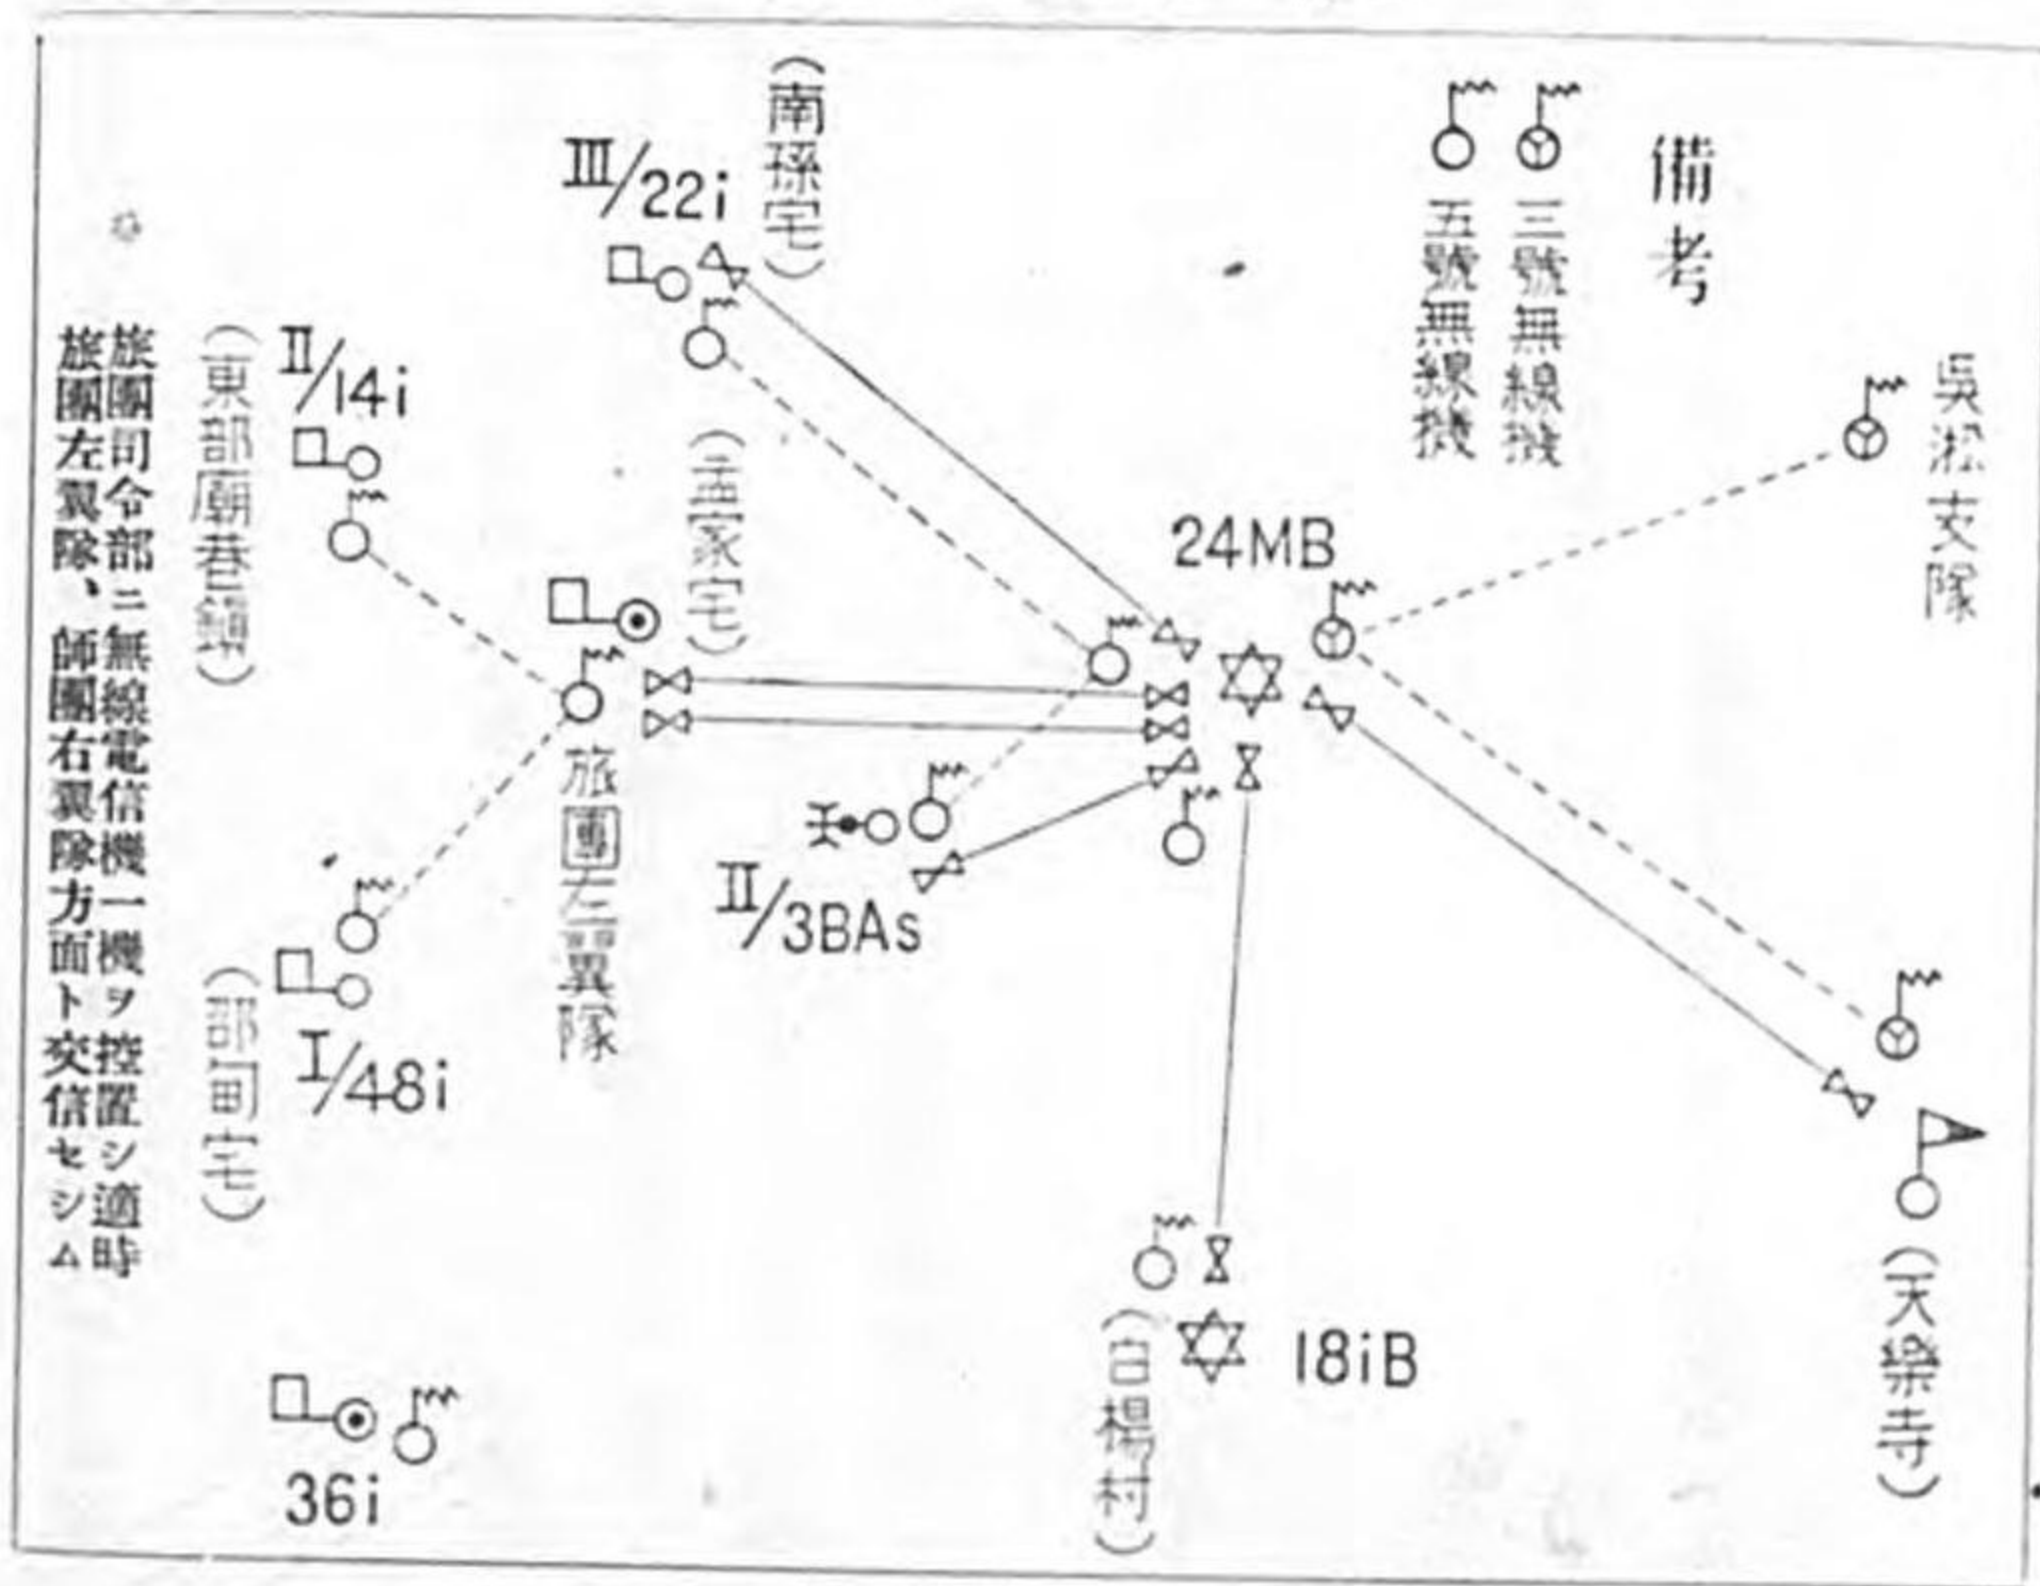 備考
三號無線機
五號無線機
吳淞支隊
(天樂寺)
24MB
18iB
(白楊村)
(南孫宅)
III/22i
(孟家宅)
旅團左翼隊
II/3BAs
II/14i
(東部廟巷鎮)
I/48i
36i
旅團司令部ニ無線電信機一機ヲ控置シ適時
旅團左翼隊、師團右翼隊方面ト交信セシム